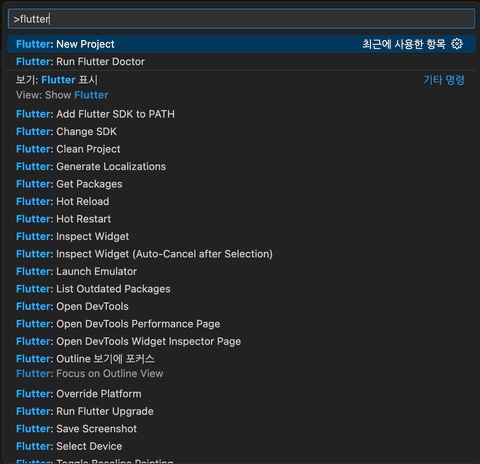 >flutter
Flutter: New Project 최근에 사용한 항목
Flutter: Run Flutter Doctor
보기: Flutter 표시 기타 명령
View: Show Flutter
Flutter: Add Flutter SDK to PATH
Flutter: Change SDK
Flutter: Clean Project
Flutter: Generate Localizations
Flutter: Get Packages
Flutter: Hot Reload
Flutter: Hot Restart
Flutter: Inspect Widget
Flutter: Inspect Widget (Auto-Cancel after Selection)
Flutter: Launch Emulator
Flutter: List Outdated Packages
Flutter: Open DevTools
Flutter: Open DevTools Performance Page
Flutter: Open DevTools Widget Inspector Page
Flutter: Outline 보기에 포커스
Flutter: Focus on Outline View
Flutter: Override Platform
Flutter: Run Flutter Upgrade
Flutter: Save Screenshot
Flutter: Select Device
Flutter: Toggle Baseline Painting